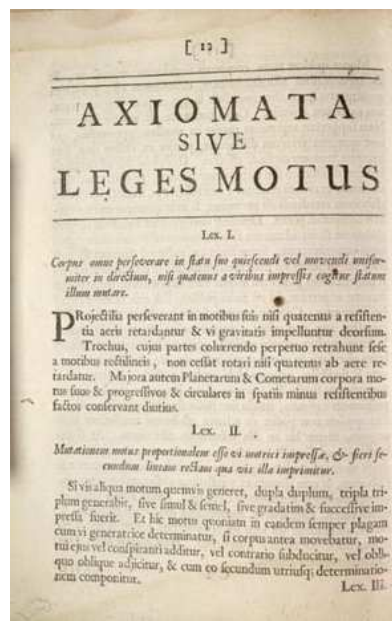 [ 12 ]
AXIOMATA
SIVE
LEGES MOTUS
Lex. I.
Corpus omne perseverare in statu suo quiescendi vel movendi unifor-
miter in directum, nisi quatenus a viribus impressis cogitur statum
illum mutare.
PRojectilia perseverant in motibus suis nisi quatenus a resisten-
tia aeris retardantur & vi gravitatis impelluntur deorsum.
Trochus, cujus partes cohærendo perpetuo retrahunt sese
a motibus rectilineis, non cessat rotari nisi quatenus ab aere re-
tardatur. Majora autem Planetarum & Cometarum corpora mo-
tus suos & progressivos & circulares in spatiis minus resistentibus
factos conservant diutius.
Lex. II.
Mutationem motus proportionalem esse vi motrici impressæ, & fieri se-
cundum lineam rectam qua vis illa imprimitur.
Si vis aliqua motum quemvis generet, dupla duplum, tripla tri-
plum generabit, sive simul & semel, sive gradatim & successive im-
pressa fuerit. Et hic motus quoniam in eandem semper plagam
cum vi generatrice determinatur, si corpus antea movebatur, mo-
tui ejus vel conspiranti additur, vel contrario subducitur, vel obli-
quo oblique adjicitur, & cum eo secundum utriusq; determinatio-
nem componitur.
Lex. III.